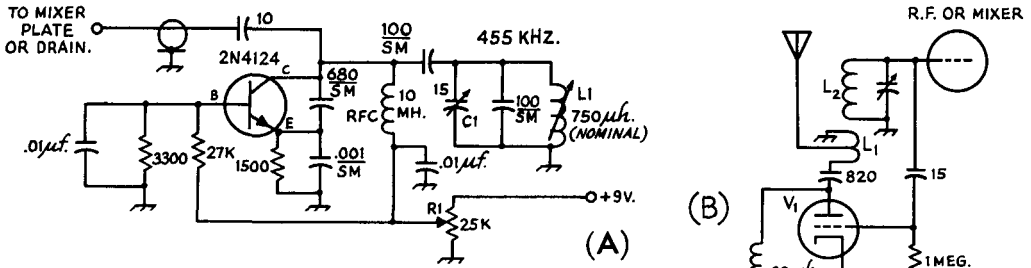 TO MIXER
PLATE
OR DRAIN.
10
2N4124
B
C
E
.01µf.
3300
27K
1500
680
SM
.001
SM
RFC
10
MH.
.01µf.
100
SM
455 KHZ.
15
C1
100
SM
L1
750µh.
(NOMINAL)
R1
25K
+9V.
(A)
R.F. OR MIXER
L2
L1
820
15
V1
(B)
1 MEG.